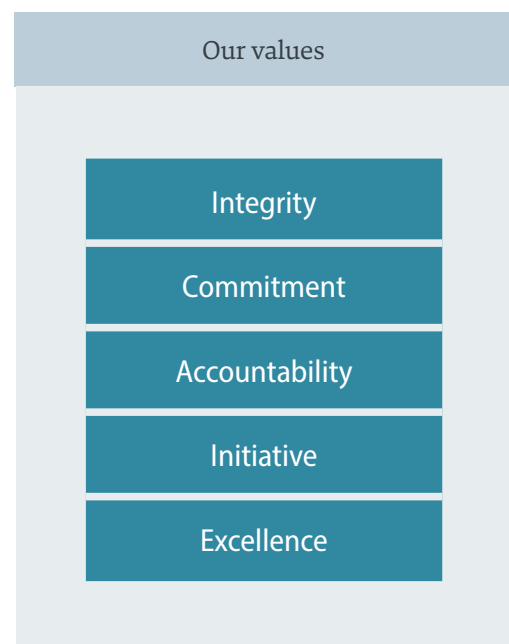 Our values
Integrity
Commitment
Accountability
Initiative
Excellence